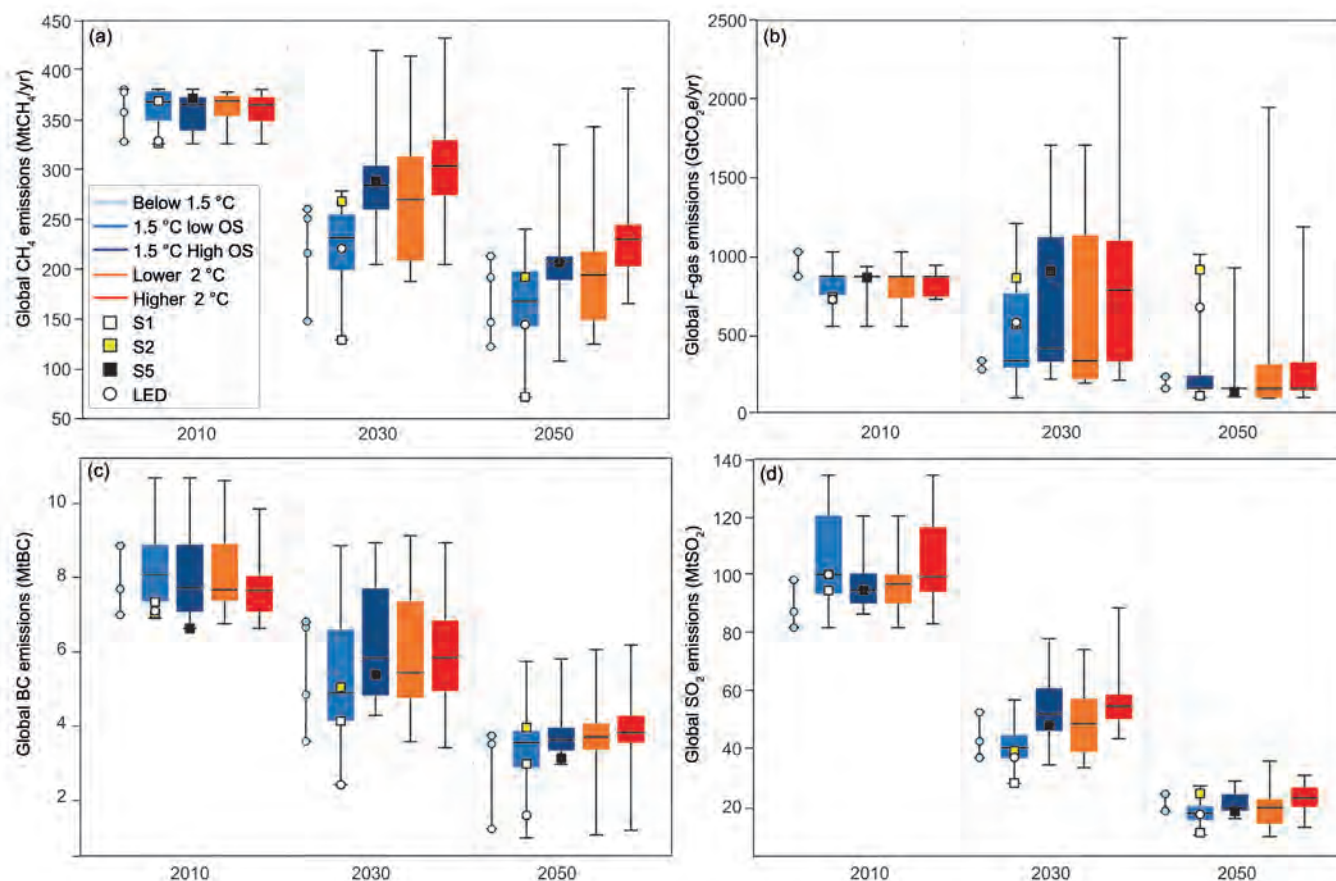 (a)
Global CH₄ emissions (MtCH₄/yr)
450
400
350
300
250
200
150
100
50
Below 1.5 °C
1.5 °C low OS
1.5 °C High OS
Lower 2 °C
Higher 2 °C
S1
S2
S5
LED
2010 2030 2050
(b)
Global F-gas emissions (GtCO₂e/yr)
2500
2000
1500
1000
500
0
2010 2030 2050
(c)
Global BC emissions (MtBC)
10
8
6
4
2
2010 2030 2050
(d)
Global SO₂ emissions (MtSO₂)
140
120
100
80
60
40
20
2010 2030 2050